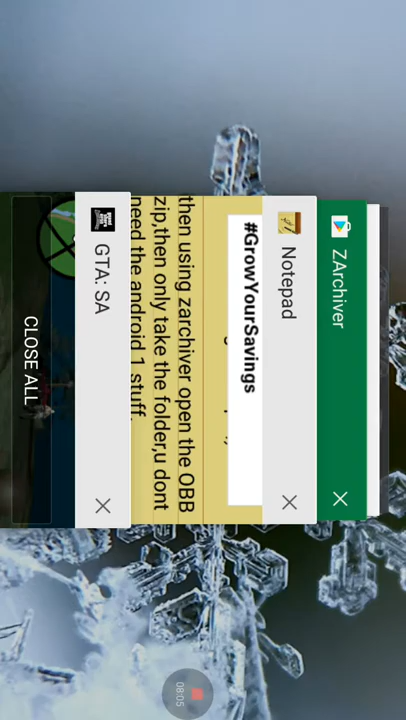 ZArchiver
Notepad
#GrowYourSavings
then using zarchiver open the OBB
zip,then only take the folder,u dont
need the android 1 stuff.
GTA: SA
CLOSE ALL
08:05